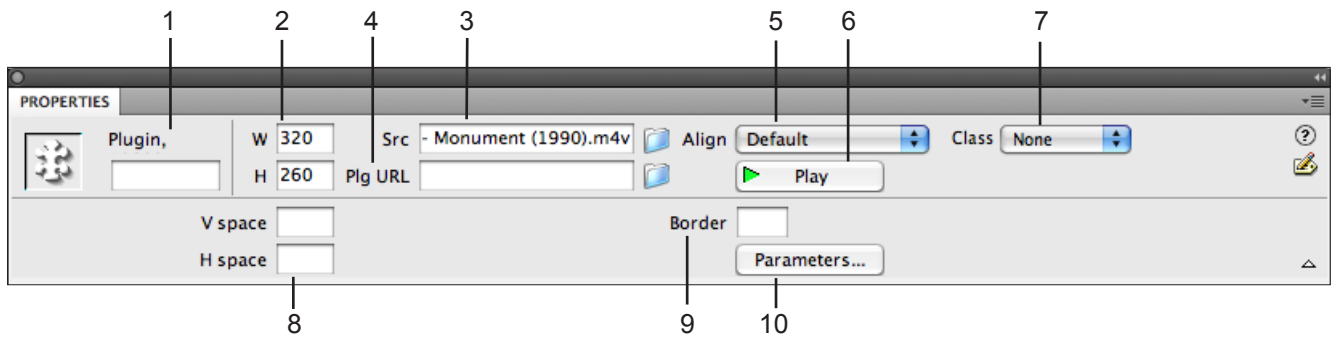 1 2 4 3 5 6 7
PROPERTIES
Plugin, W 320 Src - Monument (1990).m4v Align Default Class None ?
H 260 Plg URL Play
V space Border
H space Parameters...
8 9 10